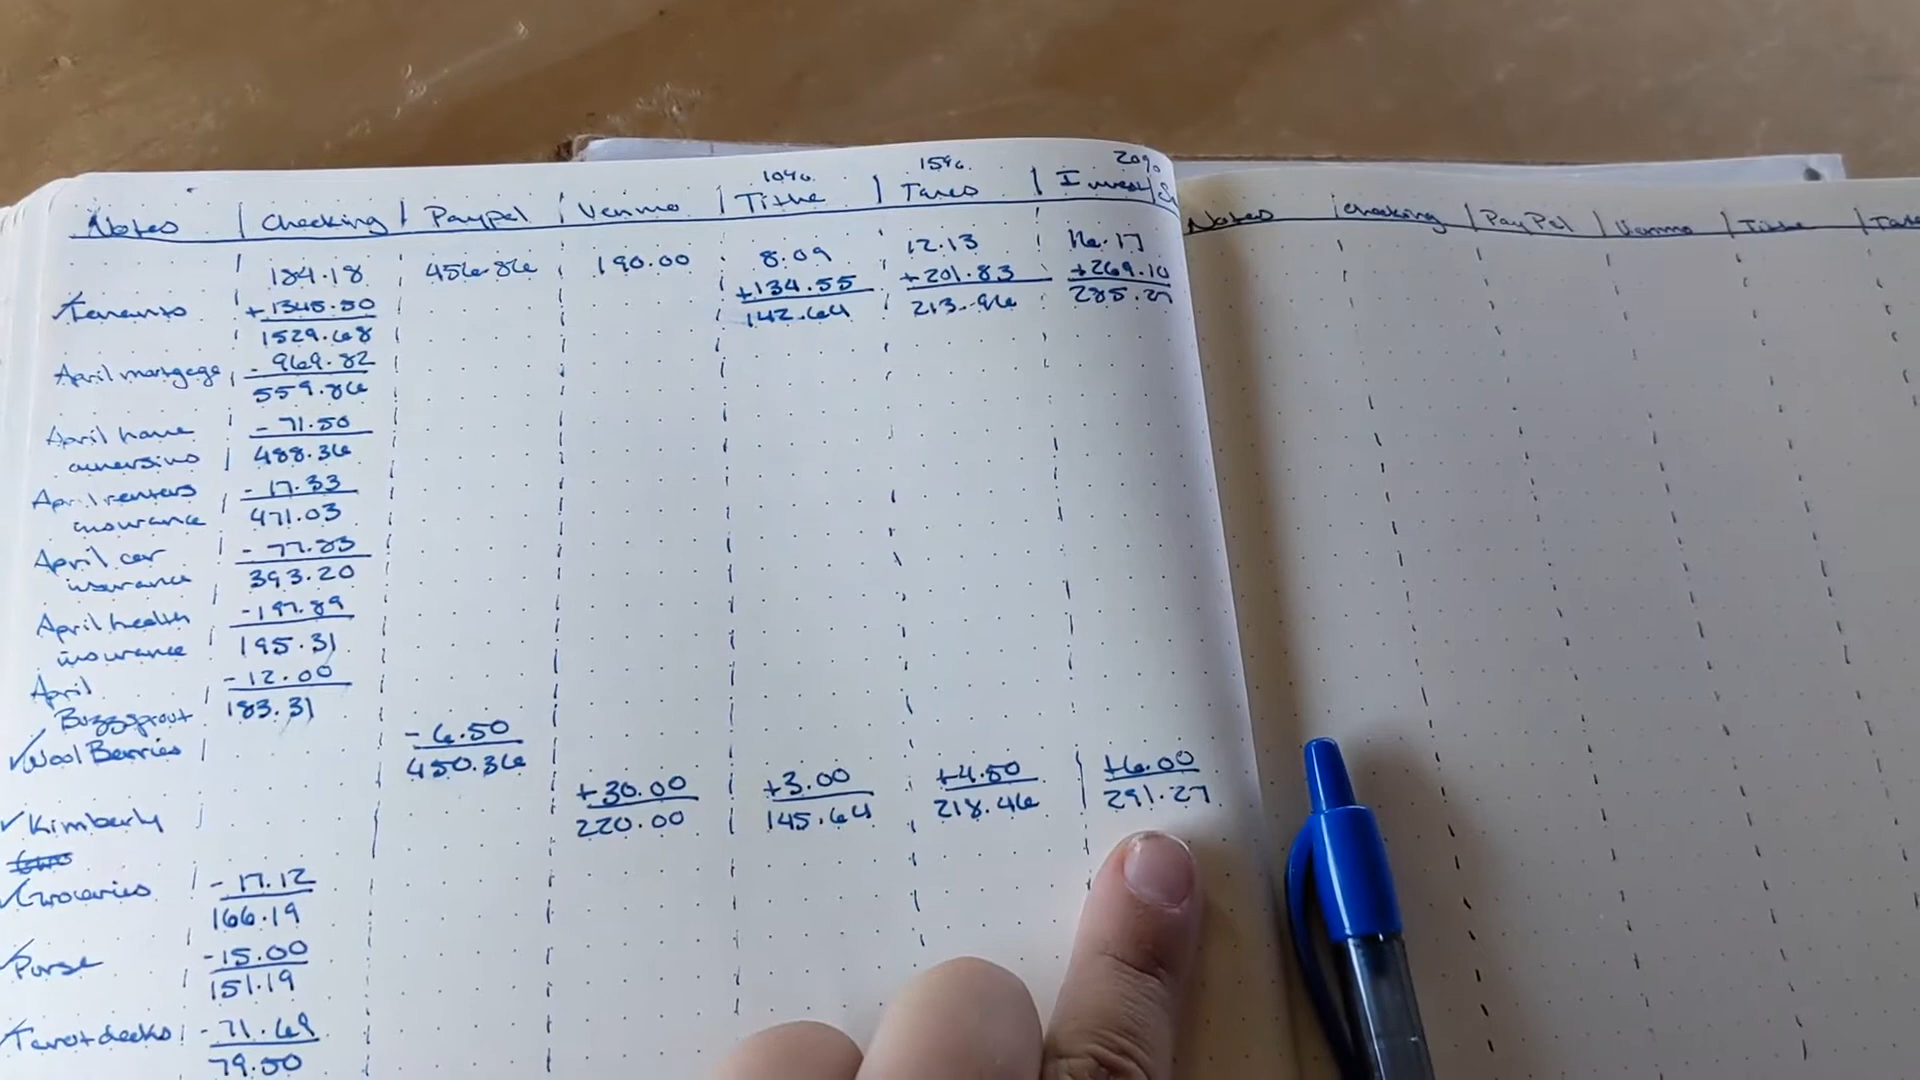 10% 15% 20%
Notes | Checking | Paypal | Venmo | Tithe | Taxes | Invest
184.18 456.86 190.00 8.09 12.13 16.17
✓Tenants +1345.50 +134.55 +201.83 +269.10
1529.68 142.64 213.96 285.27
April mortgage - 969.82
559.86
April home - 71.50
owners ins 488.36
April renters - 17.33
insurance 471.03
April car - 77.83
insurance 393.20
April health -197.89
insurance 195.31
April - 12.00
Buzzsprout 183.31
✓Wool Berries - 6.50
450.36
✓Kimberly +30.00 +3.00 +4.50 +6.00
220.00 145.64 218.46 291.27
✓Groceries - 17.12
166.19
✓Purse -15.00
151.19
✓Tarot decks -71.69
79.50
Notes | Checking | PayPal | Venmo | Tithe |